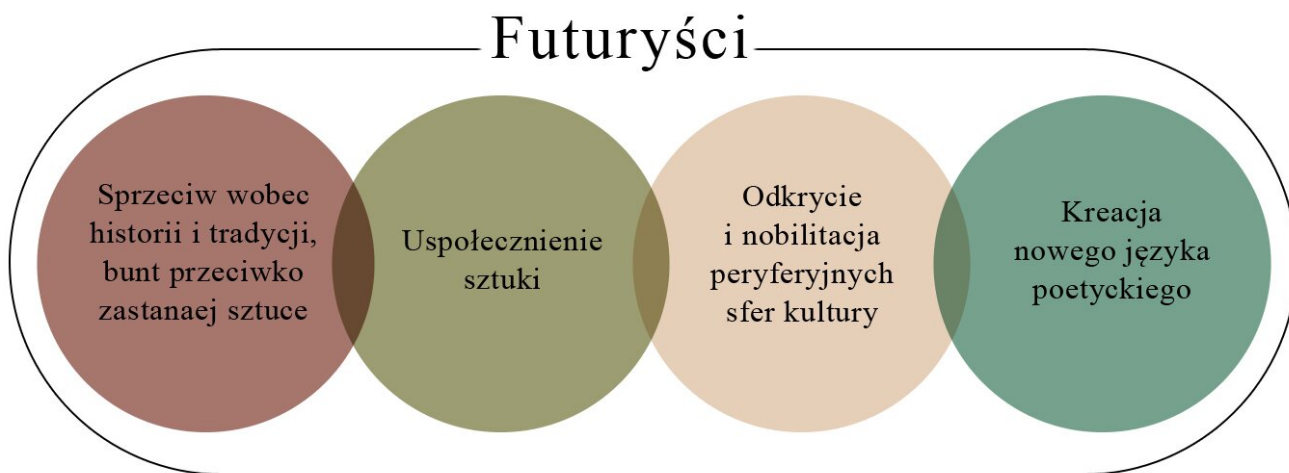 Futuryści
Sprzeciw wobec
historii i tradycji,
bunt przeciwko
zastanaej sztuce
Uspołecznienie
sztuki
Odkrycie
i nobilitacja
peryferyjnych
sfer kultury
Kreacja
nowego języka
poetyckiego